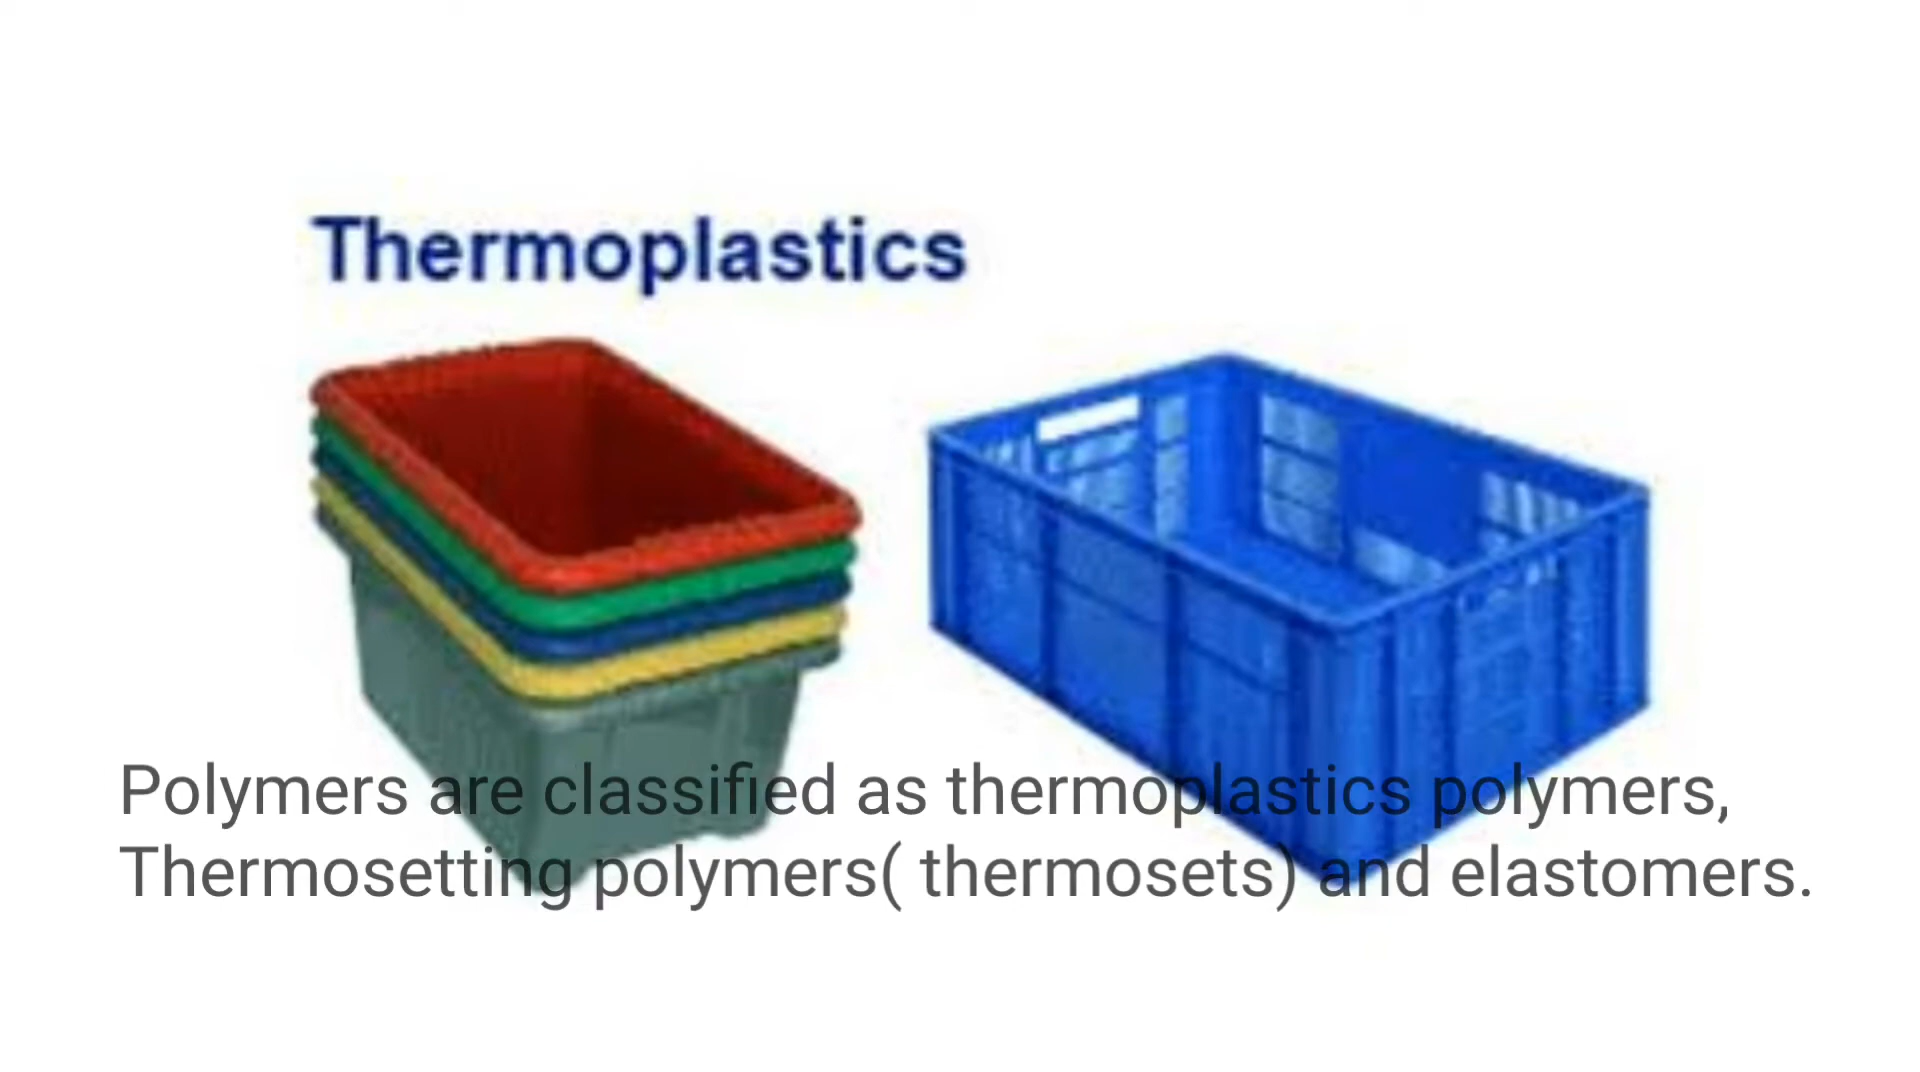 Thermoplastics
Polymers are classified as thermoplastics polymers,
Thermosetting polymers( thermosets) and elastomers.